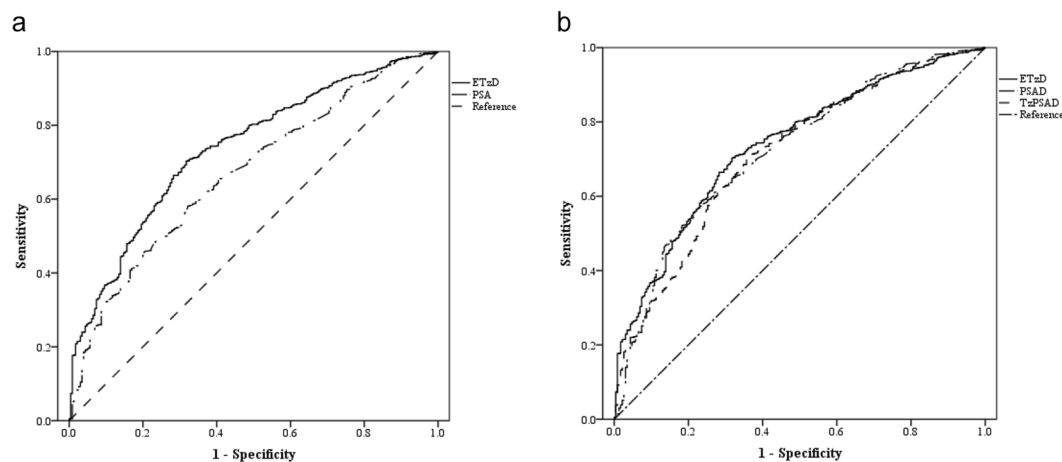 a
1.0
0.8
0.6
0.4
0.2
0.0
Sensitivity
0.0 0.2 0.4 0.6 0.8 1.0
1 - Specificity
ETzD
PSA
Reference
b
1.0
0.8
0.6
0.4
0.2
0.0
Sensitivity
0.0 0.2 0.4 0.6 0.8 1.0
1 - Specificity
ETzD
PSAD
TzPSAD
Reference